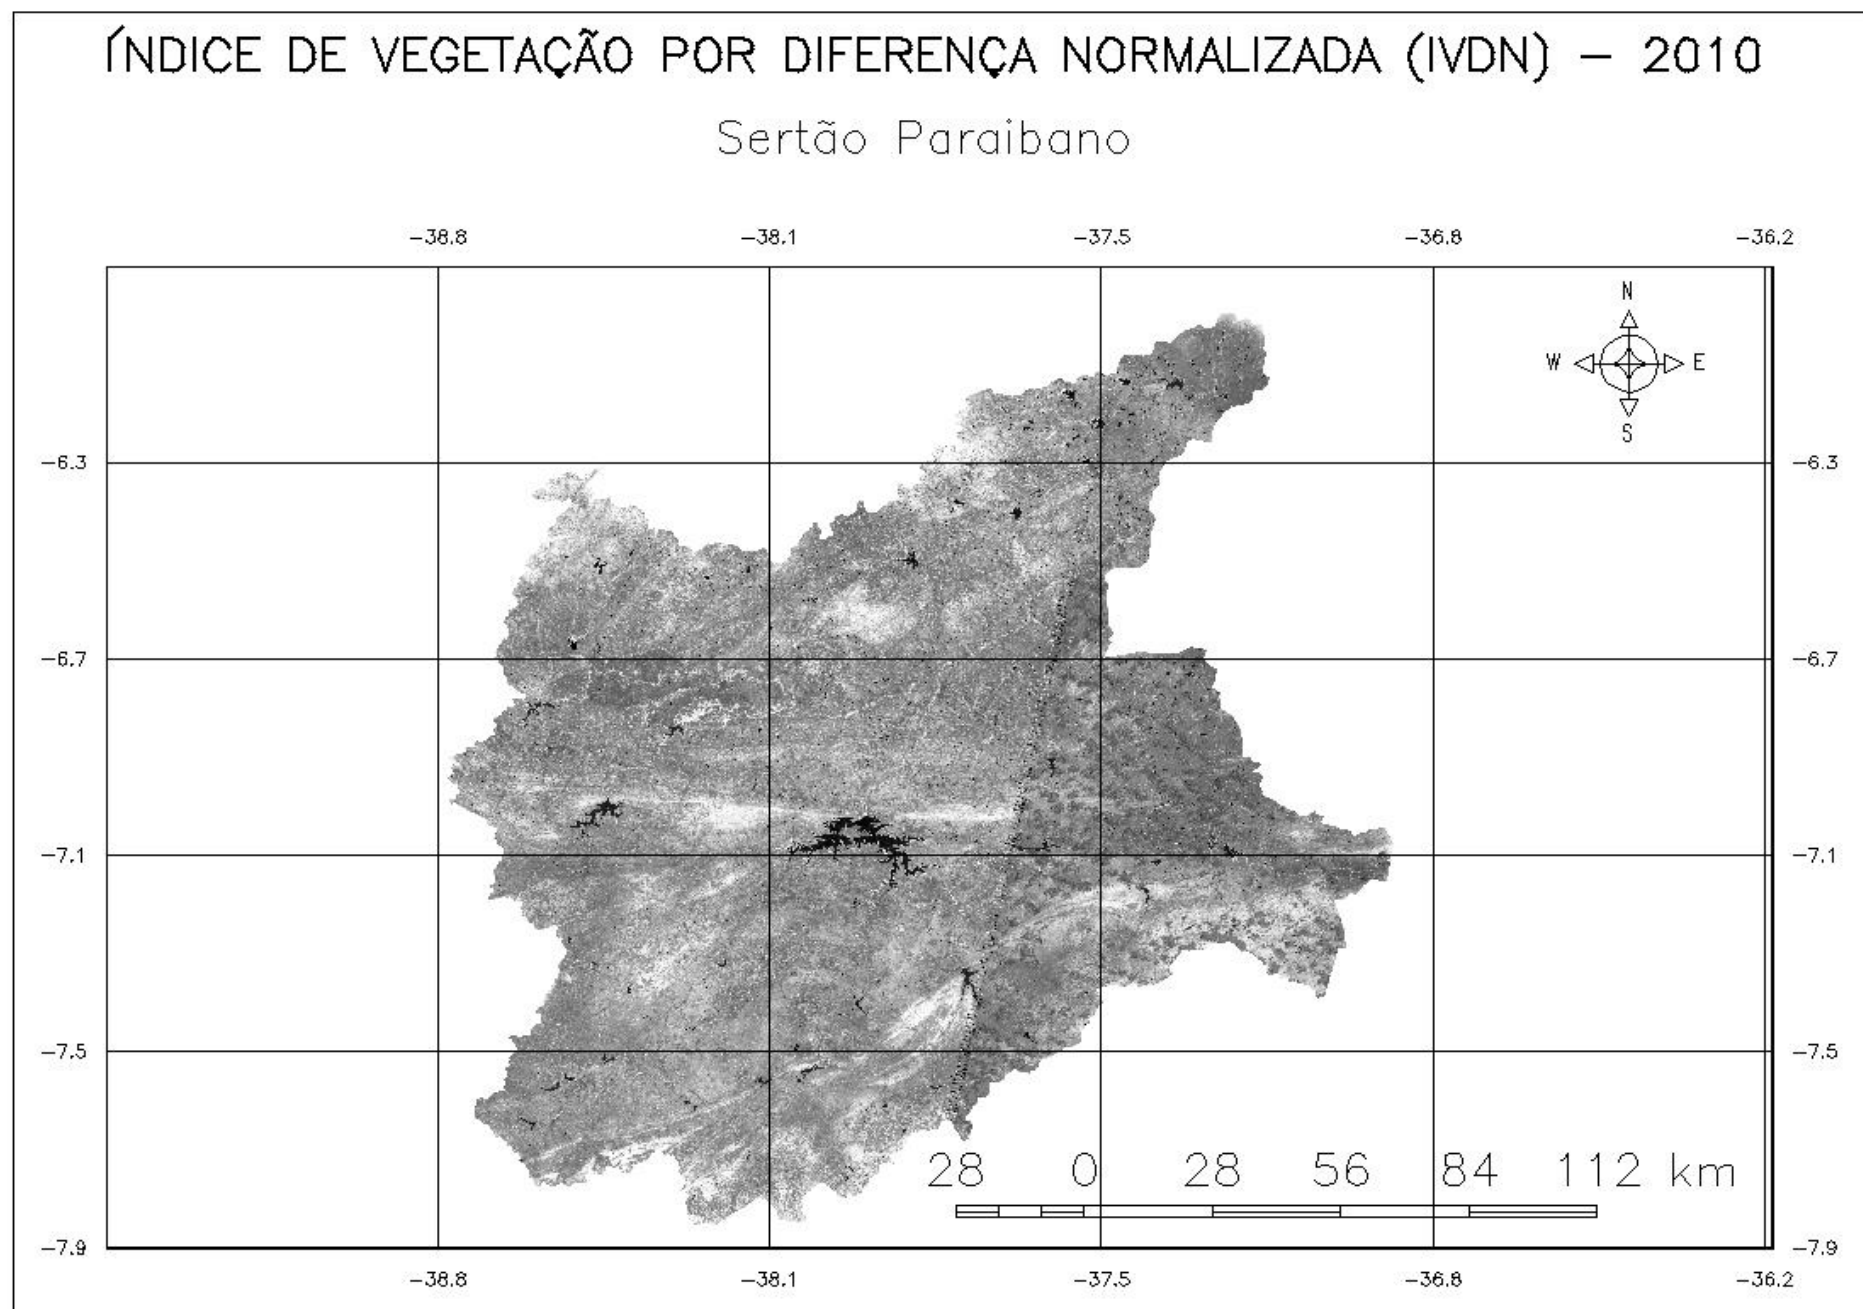 ÍNDICE DE VEGETAÇÃO POR DIFERENÇA NORMALIZADA (IVDN) – 2010
Sertão Paraibano
-38.8 -38.1 -37.5 -36.8 -36.2
N
W E
S
-6.3 -6.3
-6.7 -6.7
-7.1 -7.1
-7.5 -7.5
28 0 28 56 84 112 km
-7.9 -7.9
-38.8 -38.1 -37.5 -36.8 -36.2